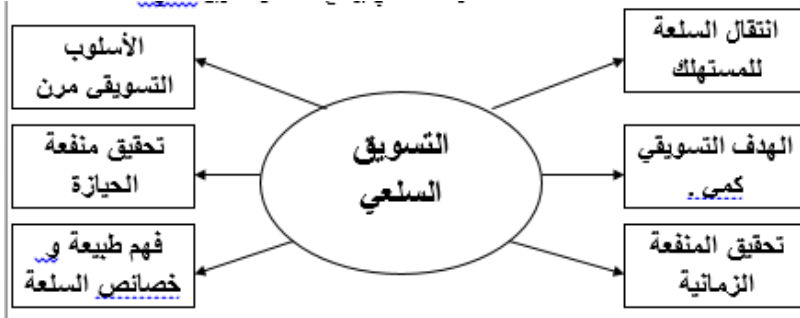 انتقال السلعة
للمستهلك
الأسلوب
التسويقى مرن
التسويق
السلعي
الهدف التسويقي
كمي .
تحقيق منفعة
الحيازة
تحقيق المنفعة
الزمانية
فهم طبيعة و
خصائص السلعة